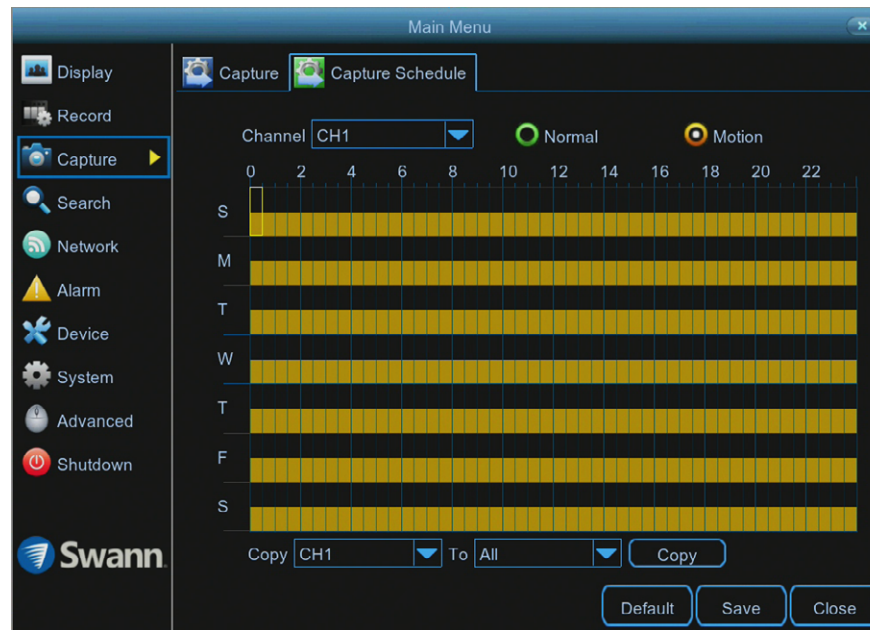 Main Menu
Display
Record
Capture
Search
Network
Alarm
Device
System
Advanced
Shutdown
Swann
Capture Capture Schedule
Channel CH1 Normal Motion
0 2 4 6 8 10 12 14 16 18 20 22
S
M
T
W
T
F
S
Copy CH1 To All Copy
Default Save Close